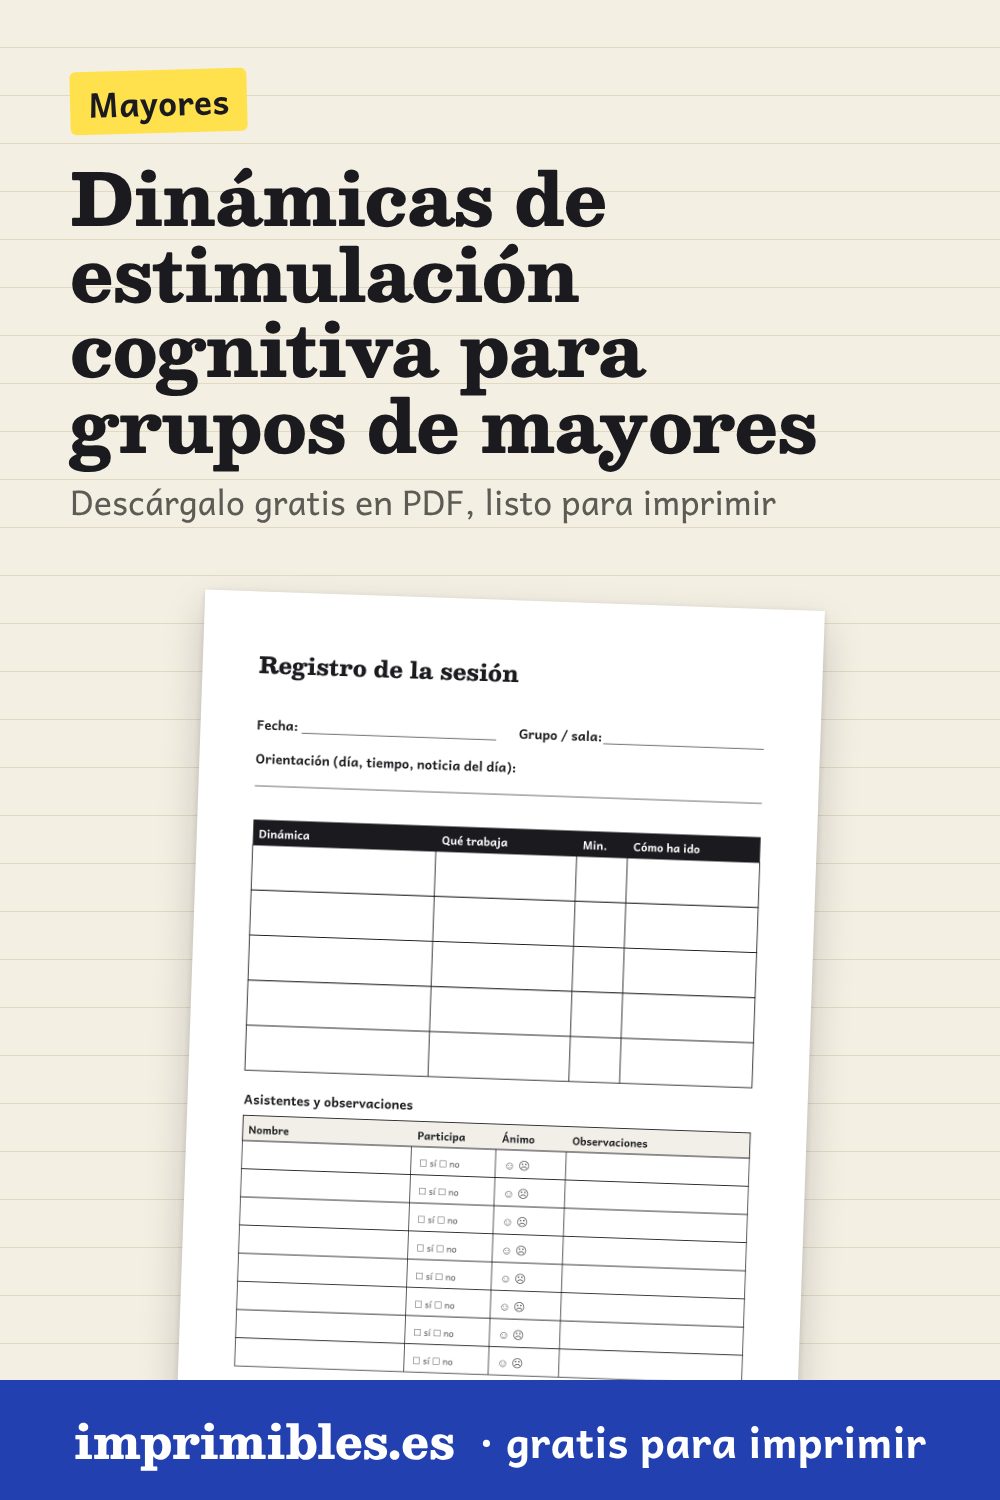 Mayores
Dinámicas de
estimulación
cognitiva para
grupos de mayores
Descárgalo gratis en PDF, listo para imprimir
Registro de la sesión
Fecha: Grupo / sala:
Orientación (día, tiempo, noticia del día):
Dinámica Qué trabaja Min. Cómo ha ido
Asistentes y observaciones
Nombre Participa Ánimo Observaciones
☐ sí ☐ no ☺ ☹
☐ sí ☐ no ☺ ☹
☐ sí ☐ no ☺ ☹
☐ sí ☐ no ☺ ☹
☐ sí ☐ no ☺ ☹
☐ sí ☐ no ☺ ☹
☐ sí ☐ no ☺ ☹
☐ sí ☐ no ☺ ☹
imprimibles.es · gratis para imprimir